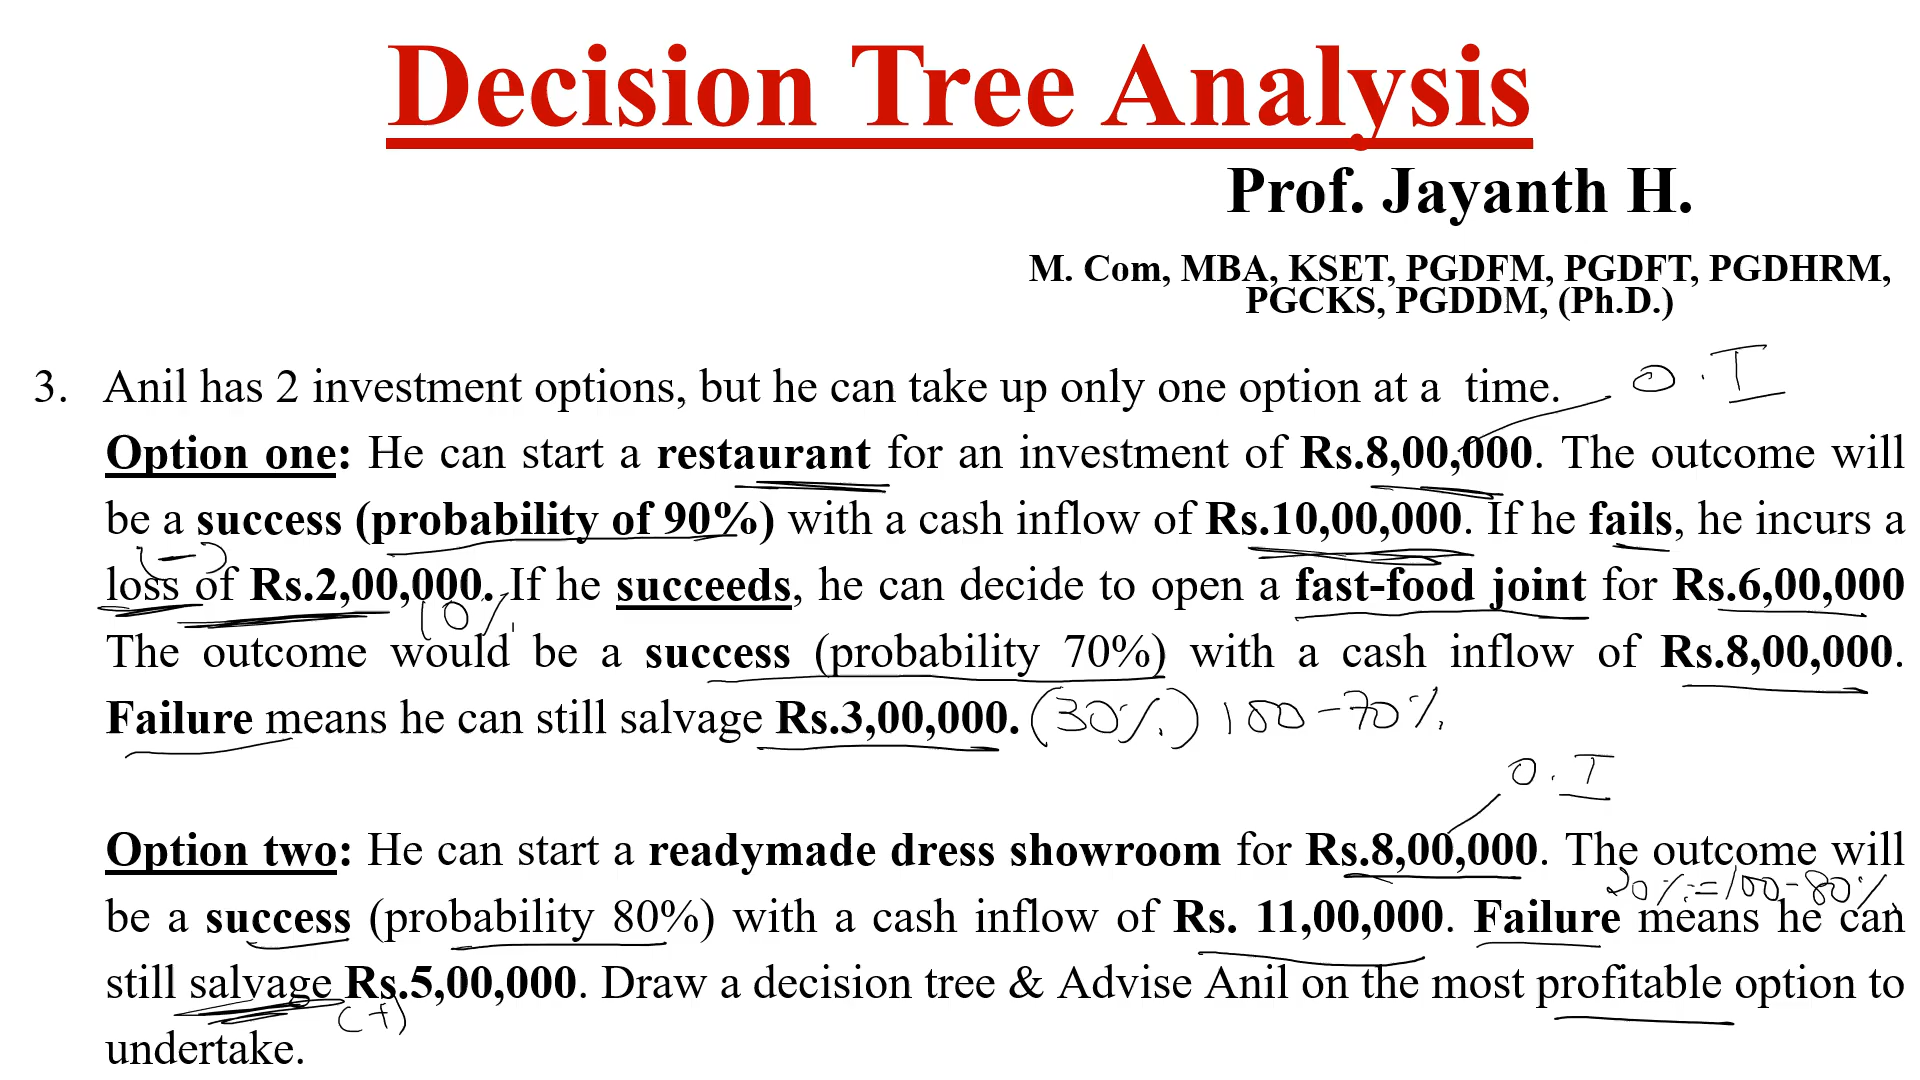 Decision Tree Analysis
Prof. Jayanth H.
M. Com, MBA, KSET, PGDFM, PGDFT, PGDHRM,
PGCKS, PGDDM, (Ph.D.)
O.I
3. Anil has 2 investment options, but he can take up only one option at a time.
Option one: He can start a restaurant for an investment of Rs.8,00,000. The outcome will
be a success (probability of 90%) with a cash inflow of Rs.10,00,000. If he fails, he incurs a
(-)
loss of Rs.2,00,000. If he succeeds, he can decide to open a fast-food joint for Rs.6,00,000
10%
The outcome would be a success (probability 70%) with a cash inflow of Rs.8,00,000.
Failure means he can still salvage Rs.3,00,000. (30%) 100-70%
O.I
Option two: He can start a readymade dress showroom for Rs.8,00,000. The outcome will
20%=100-80%
be a success (probability 80%) with a cash inflow of Rs. 11,00,000. Failure means he can
still salvage Rs.5,00,000. Draw a decision tree & Advise Anil on the most profitable option to
(+)
undertake.